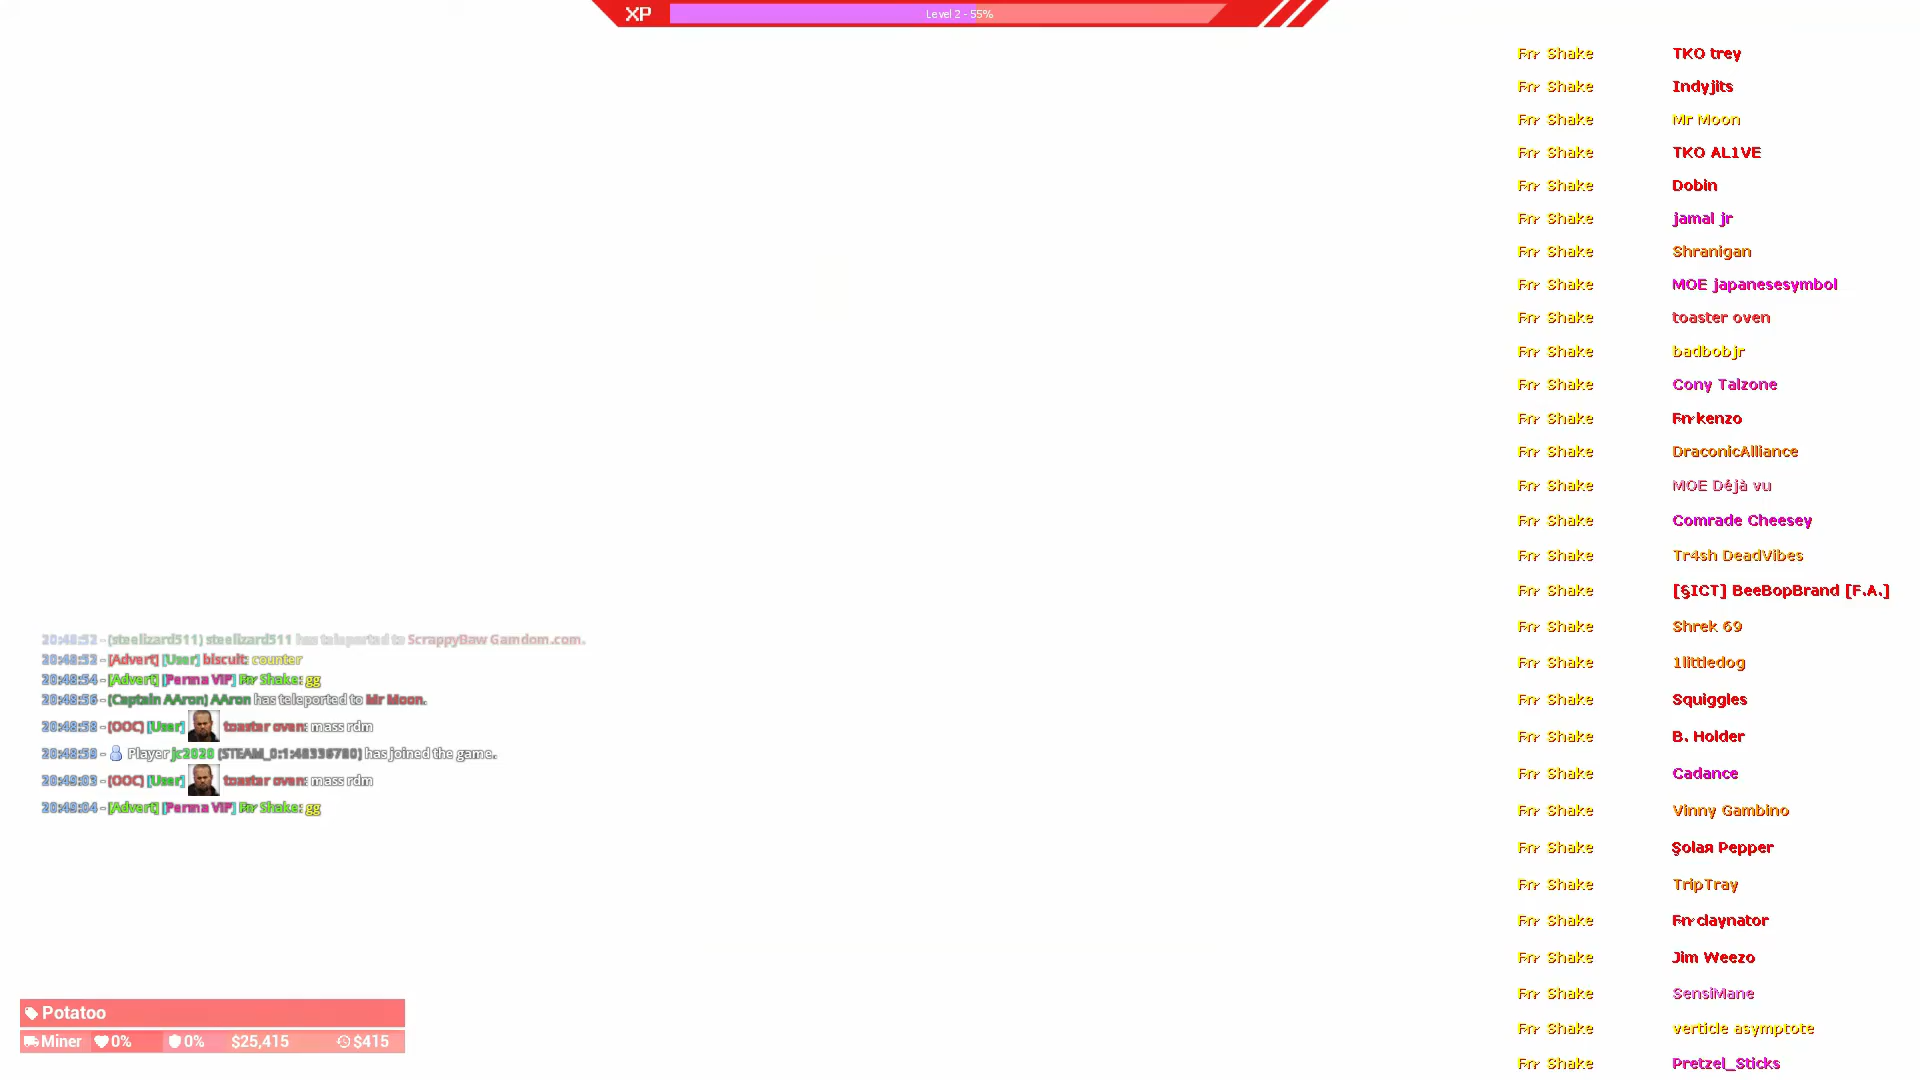 XP Level 2 - 55%
Frr Shake TKO trey
Frr Shake Indyjits
Frr Shake Mr Moon
Frr Shake TKO AL1VE
Frr Shake Dobin
Frr Shake jamal jr
Frr Shake Shranigan
Frr Shake MOE japanesesymbol
Frr Shake toaster oven
Frr Shake badbobjr
Frr Shake Cony Talzone
Frr Shake Frr kenzo
Frr Shake DraconicAlliance
Frr Shake MOE Déjà vu
Frr Shake Comrade Cheesey
Frr Shake Tr4sh DeadVibes
Frr Shake [§ICT] BeeBopBrand [F.A.]
Frr Shake Shrek 69
Frr Shake 1littledog
Frr Shake Squiggles
Frr Shake B. Holder
Frr Shake Cadance
Frr Shake Vinny Gambino
Frr Shake Şolaя Pepper
Frr Shake TripTray
Frr Shake Frr claynator
Frr Shake Jim Weezo
Frr Shake SensiMane
Frr Shake verticle asymptote
Frr Shake Pretzel_Sticks
20:48:52 - (steelizard511) steelizard511 has teleported to ScrappyBaw Gamdom.com.
20:48:52 - [Advert] [User] biscuit: counter
20:48:54 - [Advert] [Perma VIP] Frr Shake: gg
20:48:56 - (Captain AAron) AAron has teleported to Mr Moon.
20:48:58 - (OOC) [User] toaster oven: mass rdm
20:48:59 - Player jc2028 (STEAM_0:1:48336780) has joined the game.
20:49:03 - (OOC) [User] toaster oven: mass rdm
20:49:04 - [Advert] [Perma VIP] Frr Shake: gg
Potatoo
Miner 0% 0% $25,415 $415